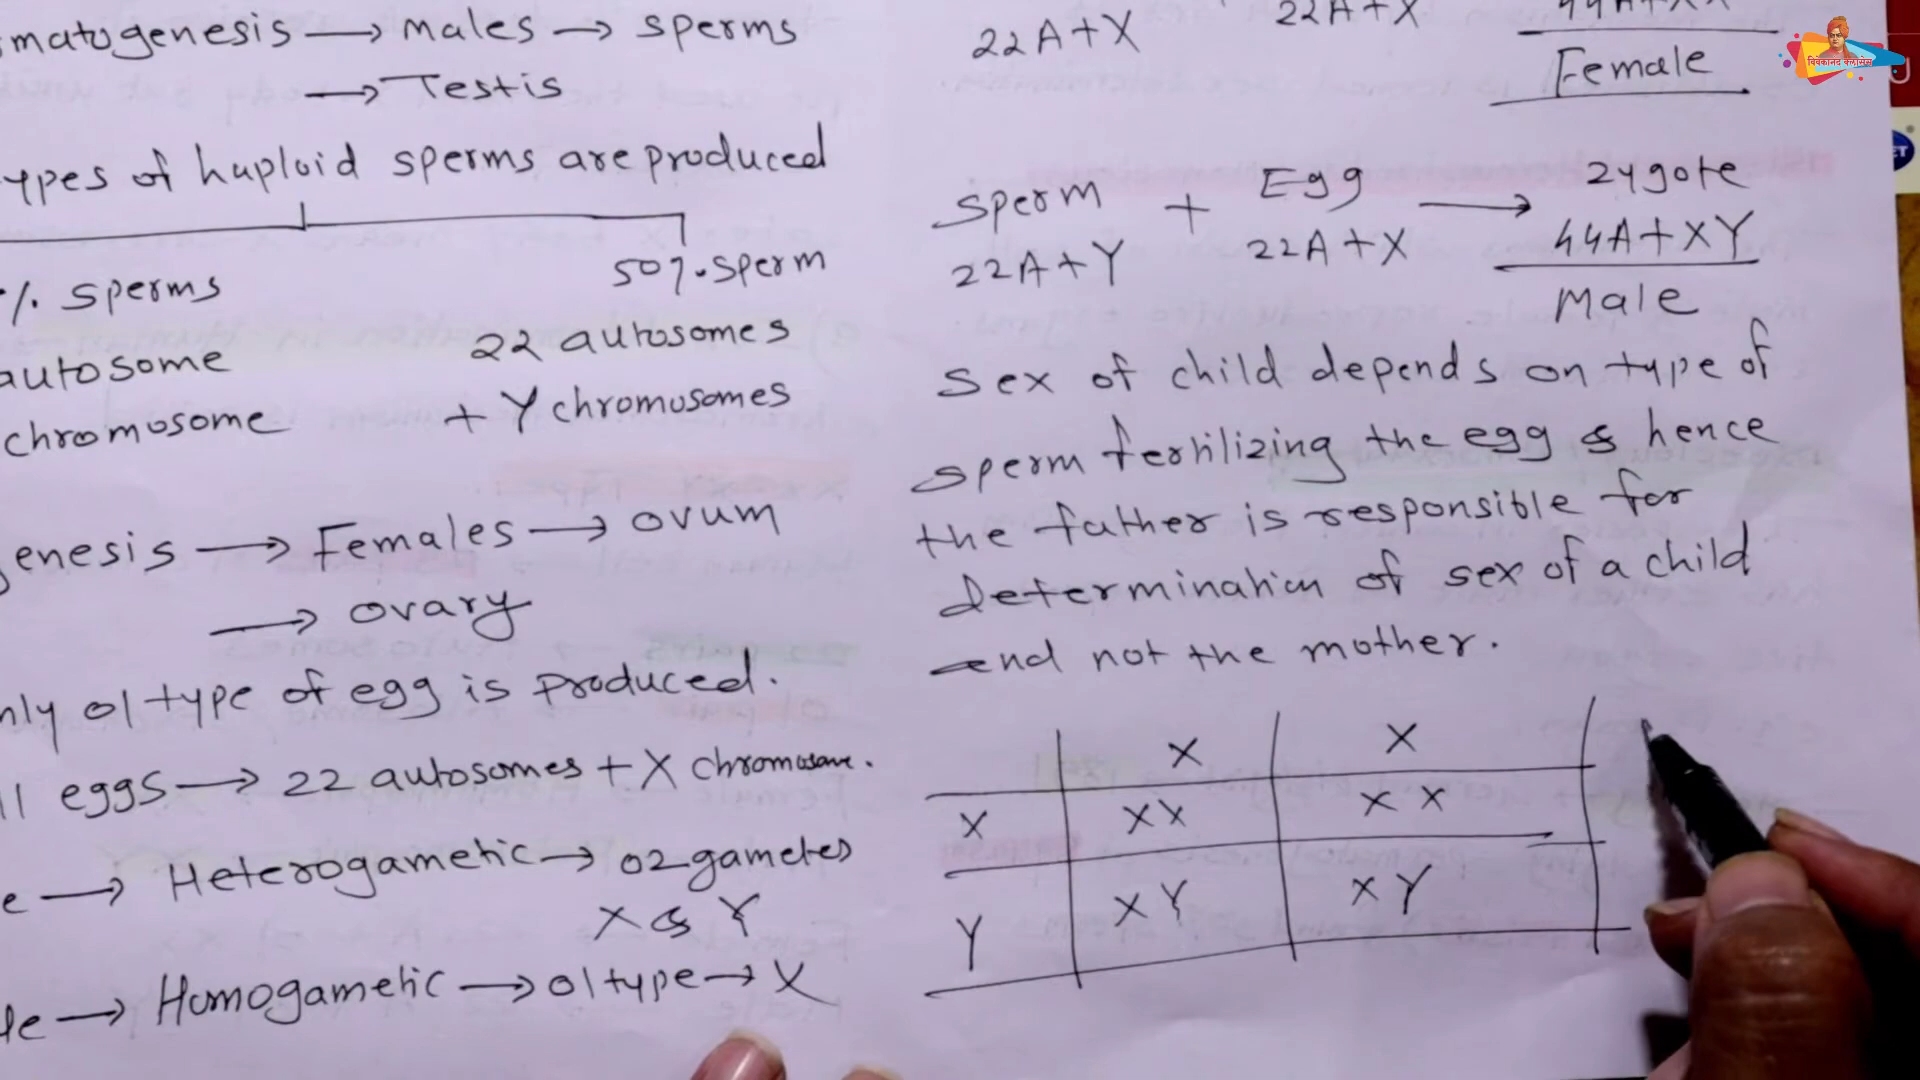 matogenesis → Males → sperms
→ Testis
ypes of haploid sperms are produced
% sperms
50% sperm
autosome
22 autosomes
chromosome
+ Y chromosomes
enesis → Females → ovum
→ ovary
nly 01 type of egg is produced.
ll eggs → 22 autosomes + X chromosome.
e → Heterogametic → 02 gametes
X & Y
le → Homogametic → 01 type → X
22A+X 22A+X 44A+XX
Female
sperm + Egg → zygote
22A+Y 22A+X 44A+XY
Male
sex of child depends on type of
sperm fertilizing the egg & hence
the father is responsible for
determination of sex of a child
and not the mother.
X X
X XX XX
Y XY XY
विवेकानंद क्लासेस